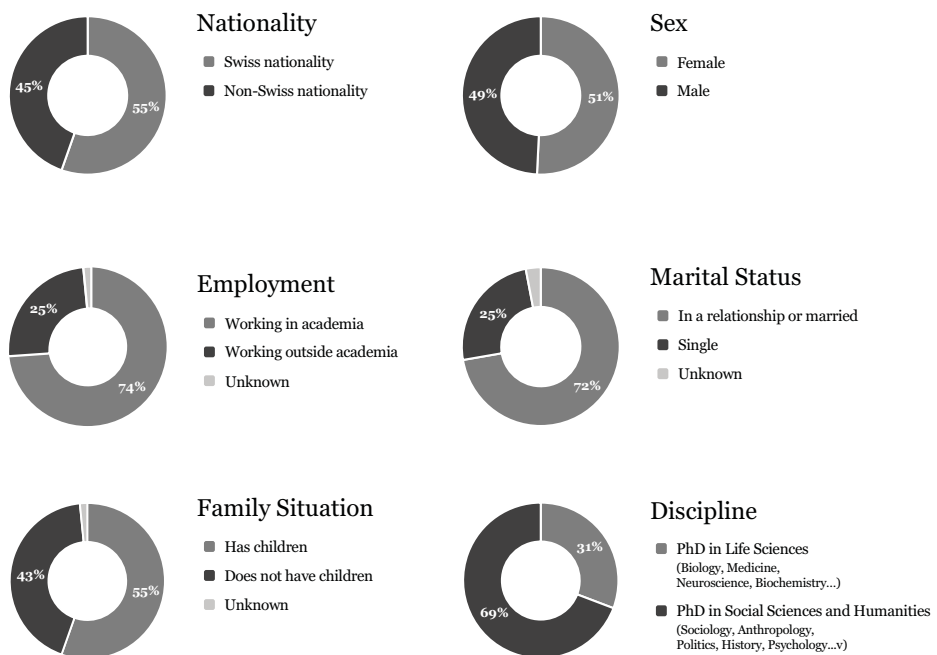 Nationality
Swiss nationality
Non-Swiss nationality
45%
55%
Sex
Female
Male
49%
51%
Employment
Working in academia
Working outside academia
Unknown
25%
74%
Marital Status
In a relationship or married
Single
Unknown
25%
72%
Family Situation
Has children
Does not have children
Unknown
43%
55%
Discipline
PhD in Life Sciences
(Biology, Medicine,
Neuroscience, Biochemistry...)
PhD in Social Sciences and Humanities
(Sociology, Anthropology,
Politics, History, Psychology...v)
31%
69%